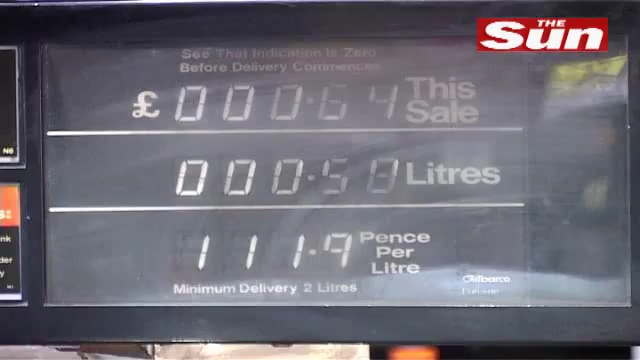 THE
Sun
See That Indication Is Zero
Before Delivery Commences
£ 000.64 This Sale
000.58 Litres
111.9 Pence Per Litre
Minimum Delivery 2 Litres
Gilbarco